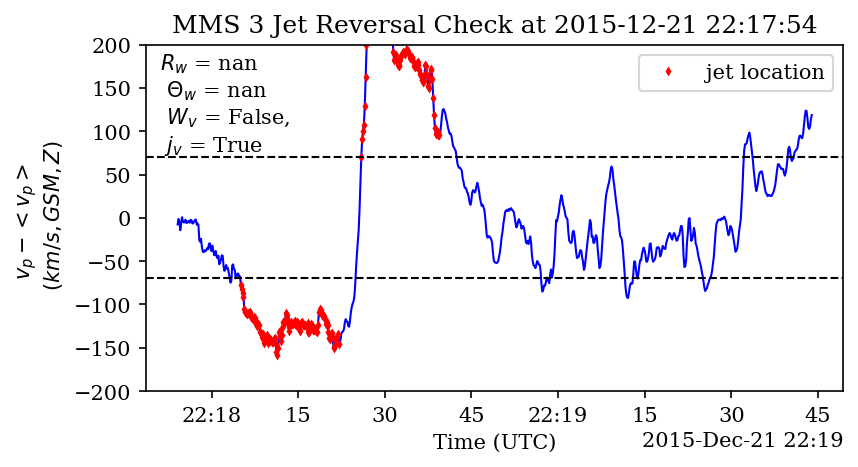 MMS 3 Jet Reversal Check at 2015-12-21 22:17:54
R_w = nan
Θ_w = nan
W_v = False,
j_v = True
jet location
v_p − < v_p >
(km/s, GSM, Z)
200
150
100
50
0
−50
−100
−150
−200
22:18 15 30 45 22:19 15 30 45
Time (UTC) 2015-Dec-21 22:19